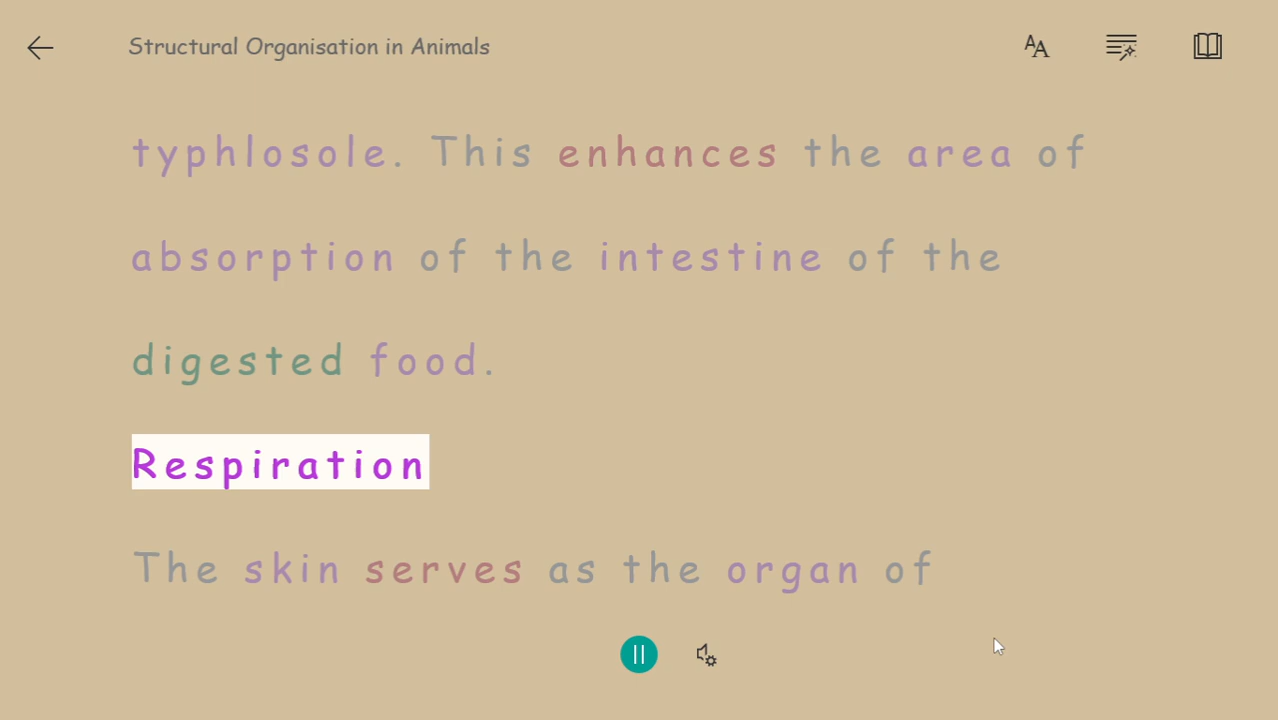 Structural Organisation in Animals
typhlosole. This enhances the area of
absorption of the intestine of the
digested food.
Respiration
The skin serves as the organ of